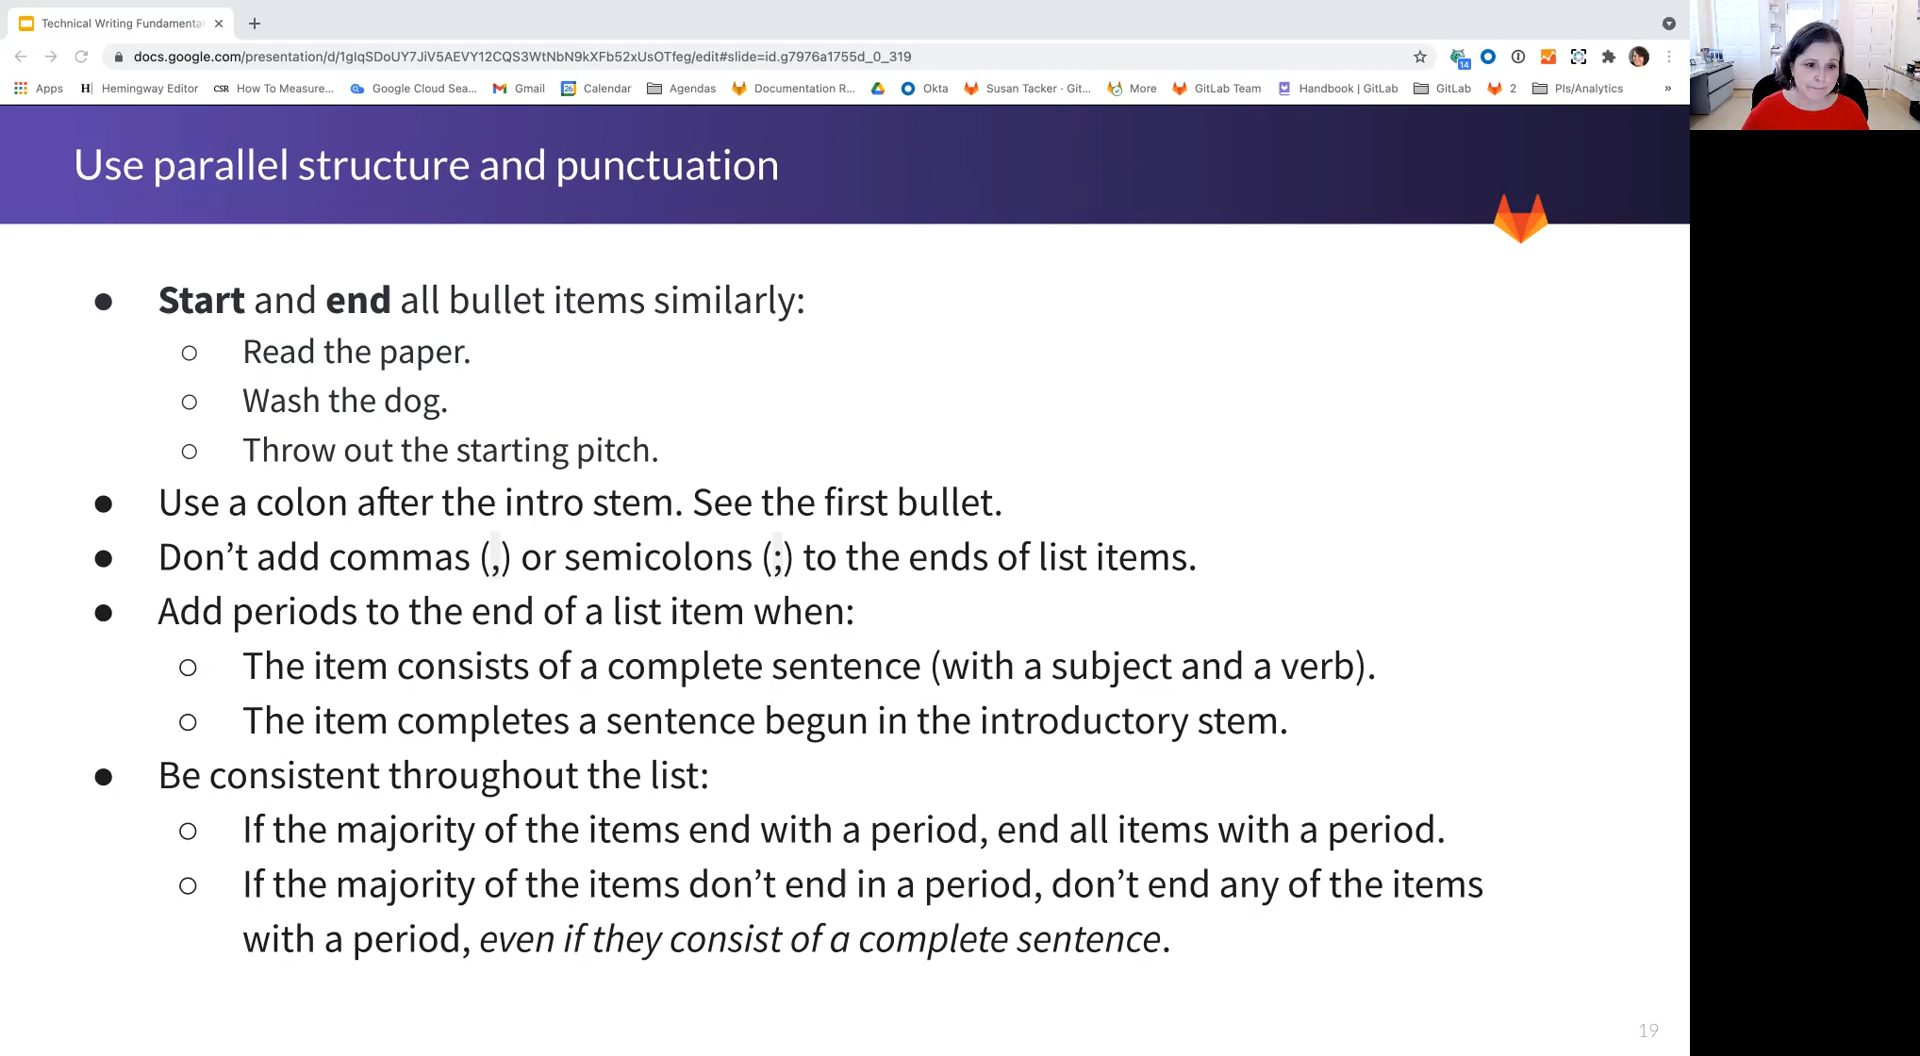 Technical Writing Fundamenta
docs.google.com/presentation/d/1gIqSDoUY7JiV5AEVY12CQS3WtNbN9kXFb52xUsOTfeg/edit#slide=id.g7976a1755d_0_319
14
Apps
H Hemingway Editor
CSR How To Measure...
Google Cloud Sea...
Gmail
26 Calendar
Agendas
Documentation R...
Okta
Susan Tacker · Git...
More
GitLab Team
Handbook | GitLab
GitLab
2
PIs/Analytics
»
Use parallel structure and punctuation
● Start and end all bullet items similarly:
○ Read the paper.
○ Wash the dog.
○ Throw out the starting pitch.
● Use a colon after the intro stem. See the first bullet.
● Don’t add commas (,) or semicolons (;) to the ends of list items.
● Add periods to the end of a list item when:
○ The item consists of a complete sentence (with a subject and a verb).
○ The item completes a sentence begun in the introductory stem.
● Be consistent throughout the list:
○ If the majority of the items end with a period, end all items with a period.
○ If the majority of the items don’t end in a period, don’t end any of the items
with a period, even if they consist of a complete sentence.
19